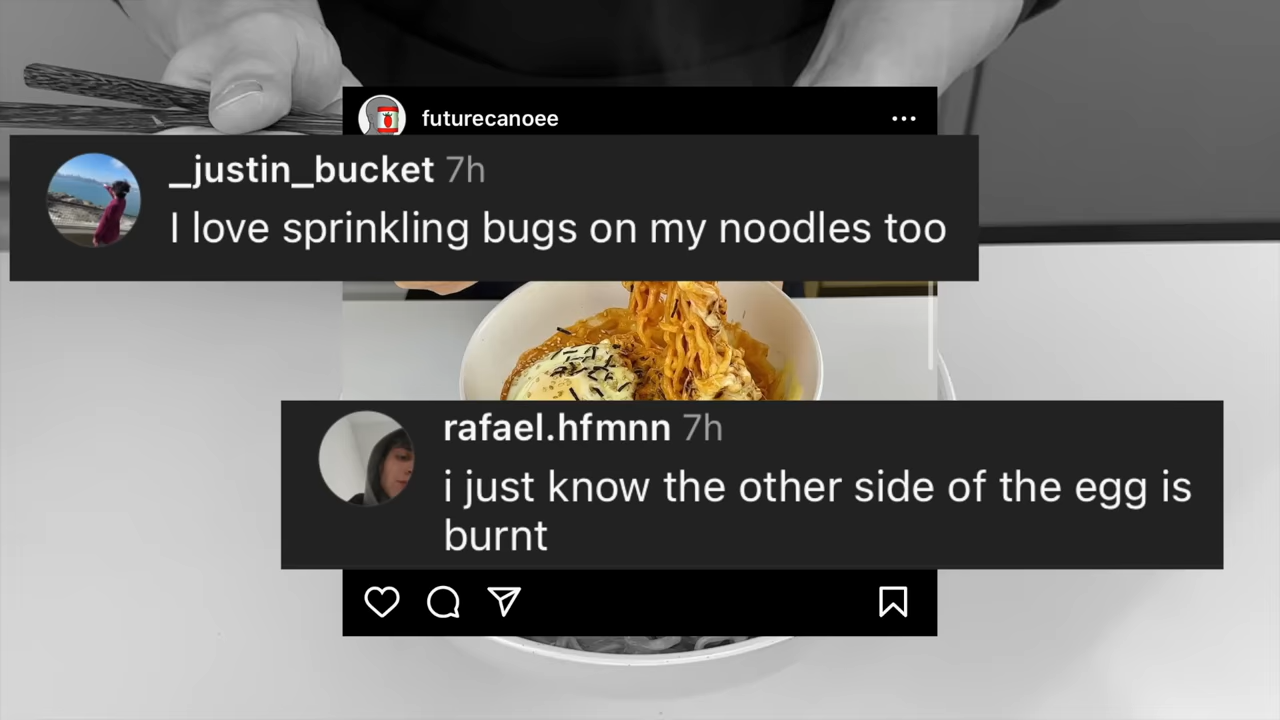 futurecanoee
_justin_bucket 7h
I love sprinkling bugs on my noodles too
rafael.hfmnn 7h
i just know the other side of the egg is
burnt